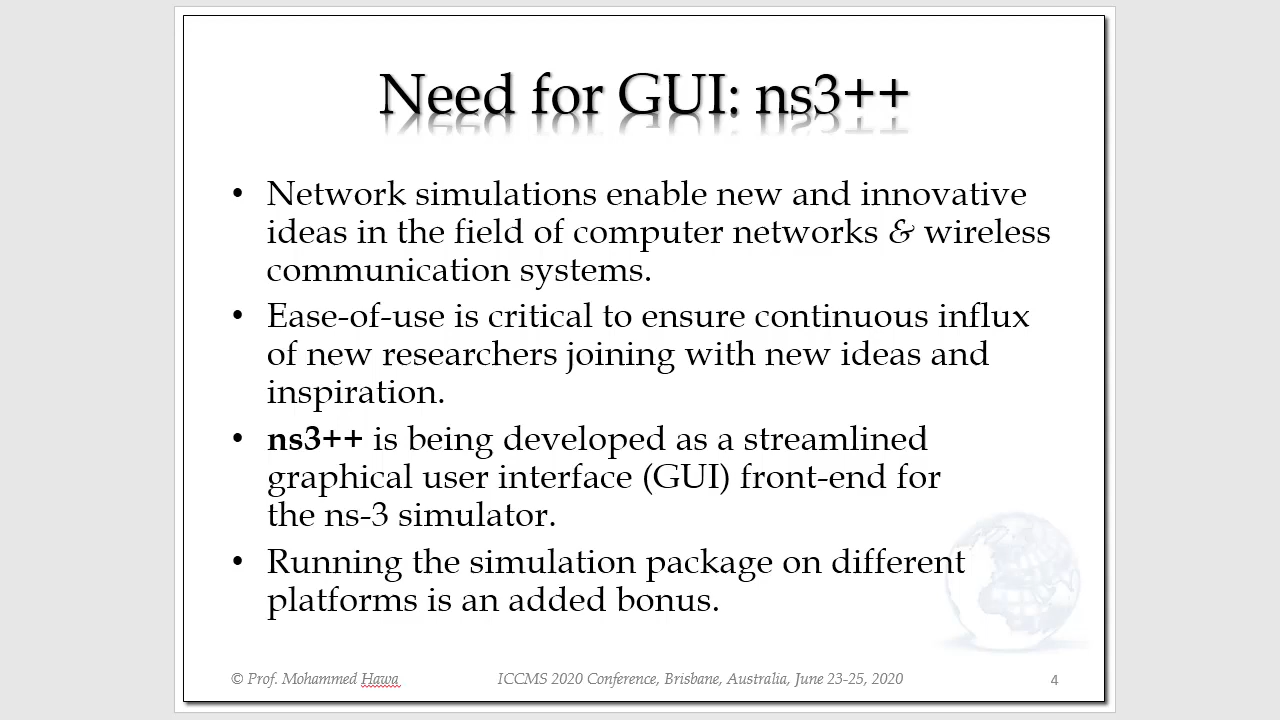 Need for GUI: ns3++
• Network simulations enable new and innovative
ideas in the field of computer networks & wireless
communication systems.
• Ease-of-use is critical to ensure continuous influx
of new researchers joining with new ideas and
inspiration.
• ns3++ is being developed as a streamlined
graphical user interface (GUI) front-end for
the ns-3 simulator.
• Running the simulation package on different
platforms is an added bonus.
© Prof. Mohammed Hawa ICCMS 2020 Conference, Brisbane, Australia, June 23-25, 2020 4